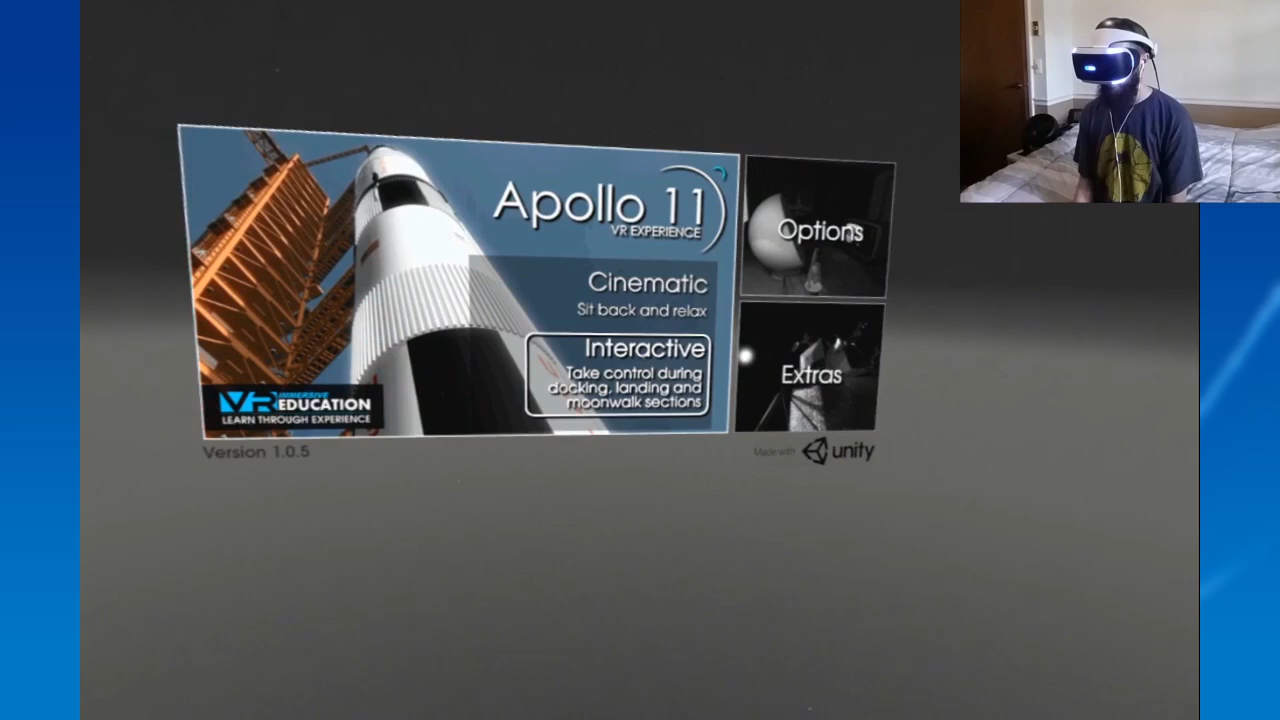 Apollo 11
VR EXPERIENCE
Cinematic
Sit back and relax
Interactive
Take control during
docking, landing and
moonwalk sections
VR IMMERSIVE
EDUCATION
LEARN THROUGH EXPERIENCE
Options
Extras
Version 1.0.5
Made with unity